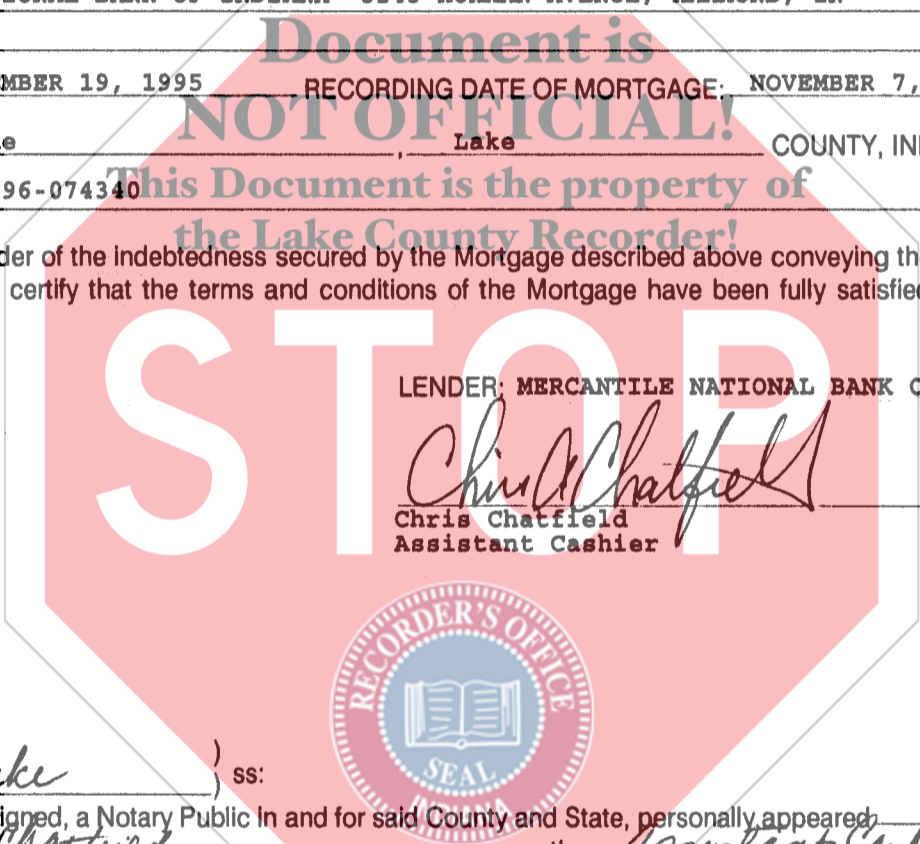 Document is
MBER 19, 1995 RECORDING DATE OF MORTGAGE: NOVEMBER 7,
NOT OFFICIAL!
e , Lake COUNTY, IN
96-074340
This Document is the property of
the Lake County Recorder!
der of the indebtedness secured by the Mortgage described above conveying th
certify that the terms and conditions of the Mortgage have been fully satisfie
STOP
LENDER: MERCANTILE NATIONAL BANK O
Chris A Chatfield
Chris Chatfield
Assistant Cashier
RECORDER'S OFFICE
SEAL
INDIANA
ke ) ss:
igned, a Notary Public in and for said County and State, personally appeared